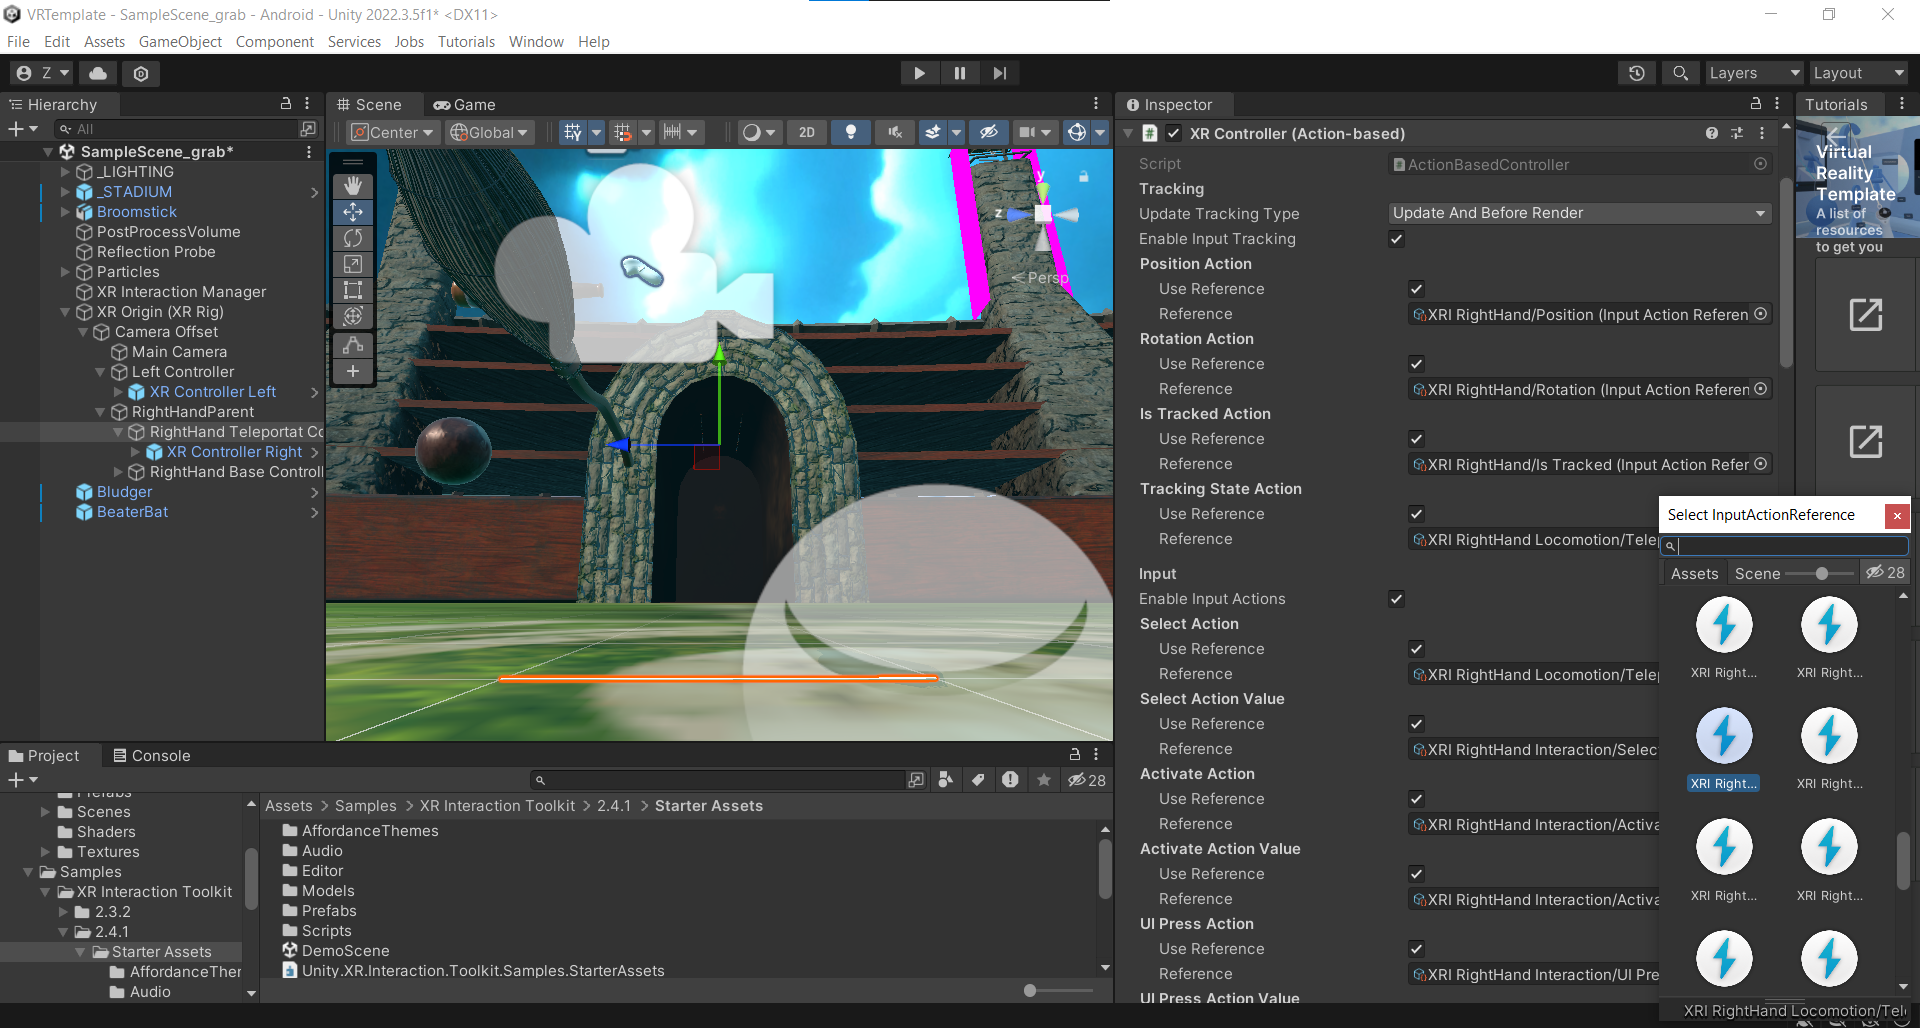 VRTemplate - SampleScene_grab - Android - Unity 2022.3.5f1* <DX11>
File Edit Assets GameObject Component Services Jobs Tutorials Window Help
Z
Layers
Layout
Hierarchy
All
SampleScene_grab*
_LIGHTING
_STADIUM
Broomstick
PostProcessVolume
Reflection Probe
Particles
XR Interaction Manager
XR Origin (XR Rig)
Camera Offset
Main Camera
Left Controller
XR Controller Left
RightHandParent
RightHand Teleportat Co
XR Controller Right
RightHand Base Controll
Bludger
BeaterBat
Scene
Game
Center
Global
2D
y
z
Persp
Inspector
XR Controller (Action-based)
Script
ActionBasedController
Tracking
Update Tracking Type
Update And Before Render
Enable Input Tracking
Position Action
Use Reference
Reference
XRI RightHand/Position (Input Action Referen
Rotation Action
Use Reference
Reference
XRI RightHand/Rotation (Input Action Referen
Is Tracked Action
Use Reference
Reference
XRI RightHand/Is Tracked (Input Action Refer
Tracking State Action
Use Reference
Reference
XRI RightHand Locomotion/Tele
Input
Enable Input Actions
Select Action
Use Reference
Reference
XRI RightHand Locomotion/Tele
Select Action Value
Use Reference
Reference
XRI RightHand Interaction/Select
Activate Action
Use Reference
Reference
XRI RightHand Interaction/Activa
Activate Action Value
Use Reference
Reference
XRI RightHand Interaction/Activa
UI Press Action
Use Reference
Reference
XRI RightHand Interaction/UI Pre
UI Press Action Value
Tutorials
Virtual
Reality
Template
A list of
resources
to get you
Select InputActionReference
Assets
Scene
28
XRI Right...
XRI Right...
XRI Right...
XRI Right...
XRI Right...
XRI Right...
XRI RightHand Locomotion/Tel
Project
Console
28
Prefabs
Scenes
Shaders
Textures
Samples
XR Interaction Toolkit
2.3.2
2.4.1
Starter Assets
AffordanceTher
Audio
Assets > Samples > XR Interaction Toolkit > 2.4.1 > Starter Assets
AffordanceThemes
Audio
Editor
Models
Prefabs
Scripts
DemoScene
Unity.XR.Interaction.Toolkit.Samples.StarterAssets